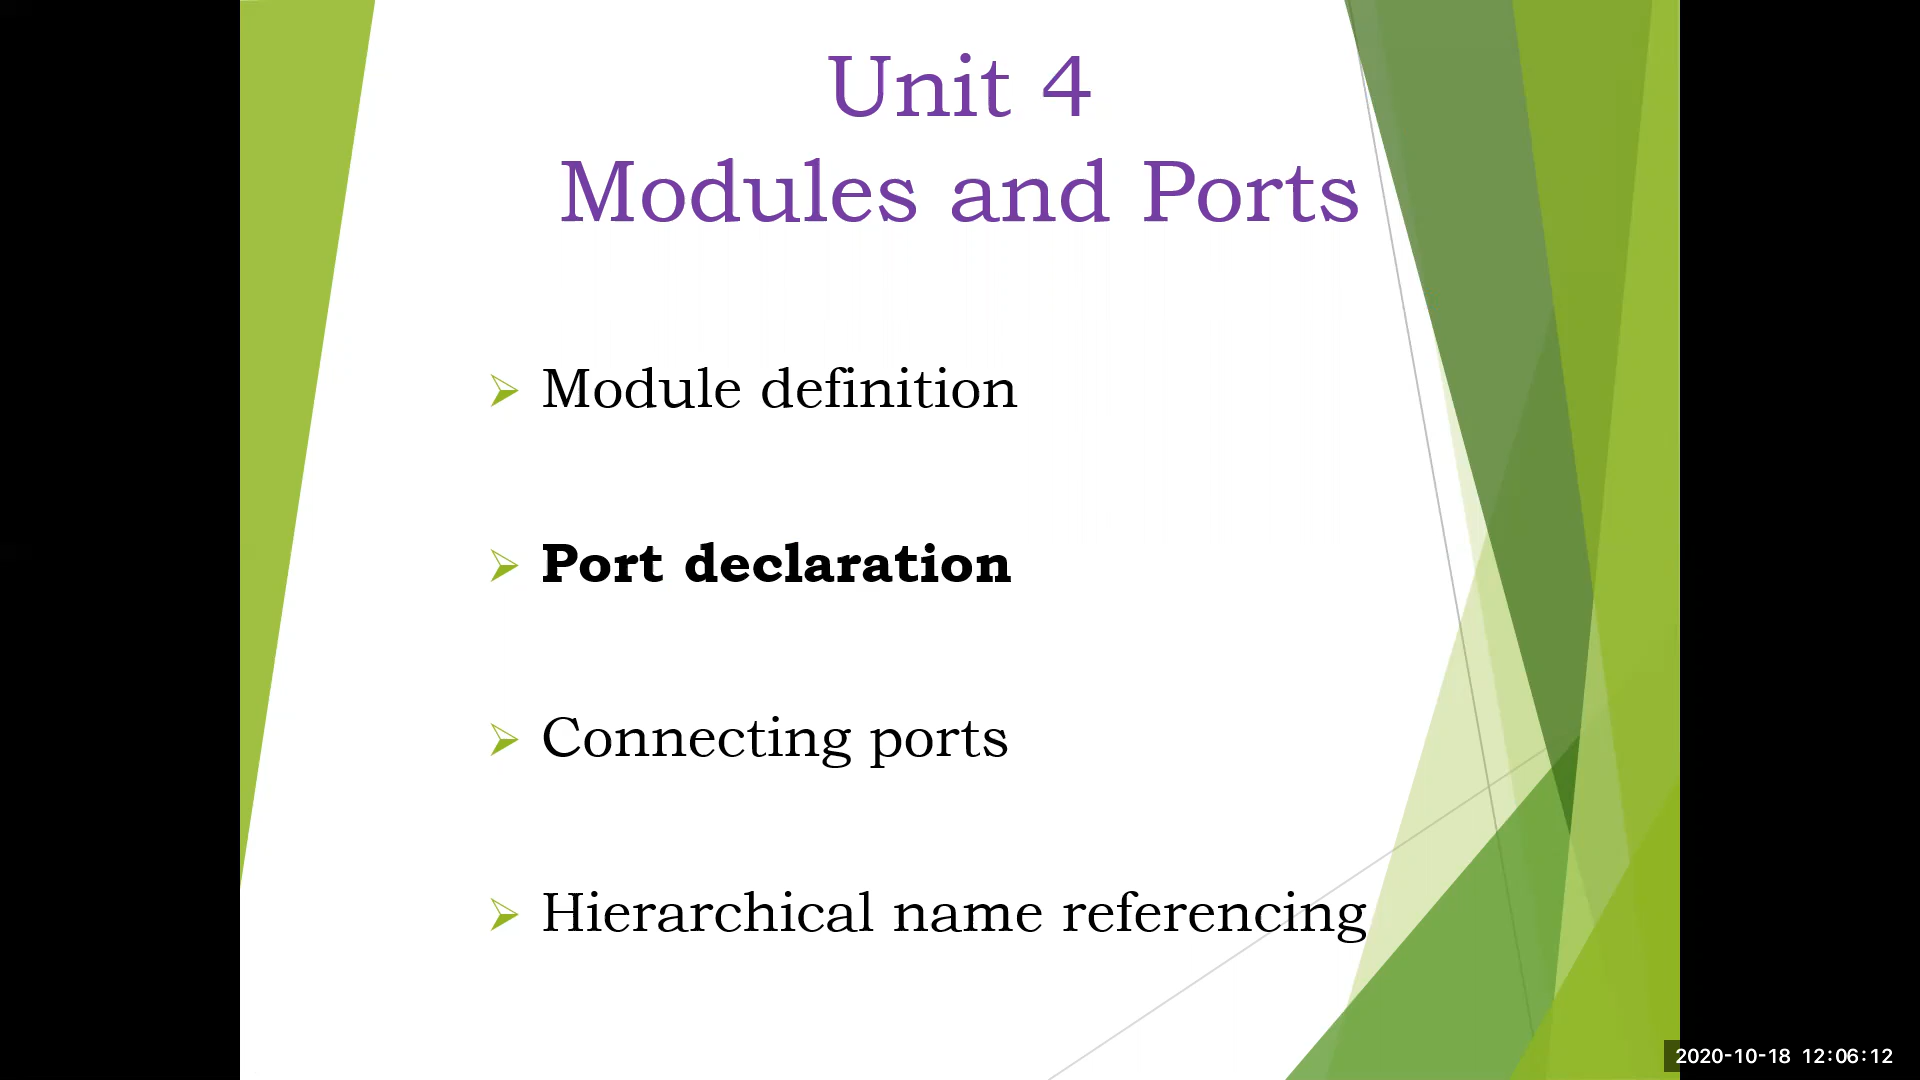 Unit 4
Modules and Ports
Module definition
Port declaration
Connecting ports
Hierarchical name referencing
2020-10-18 12:06:12